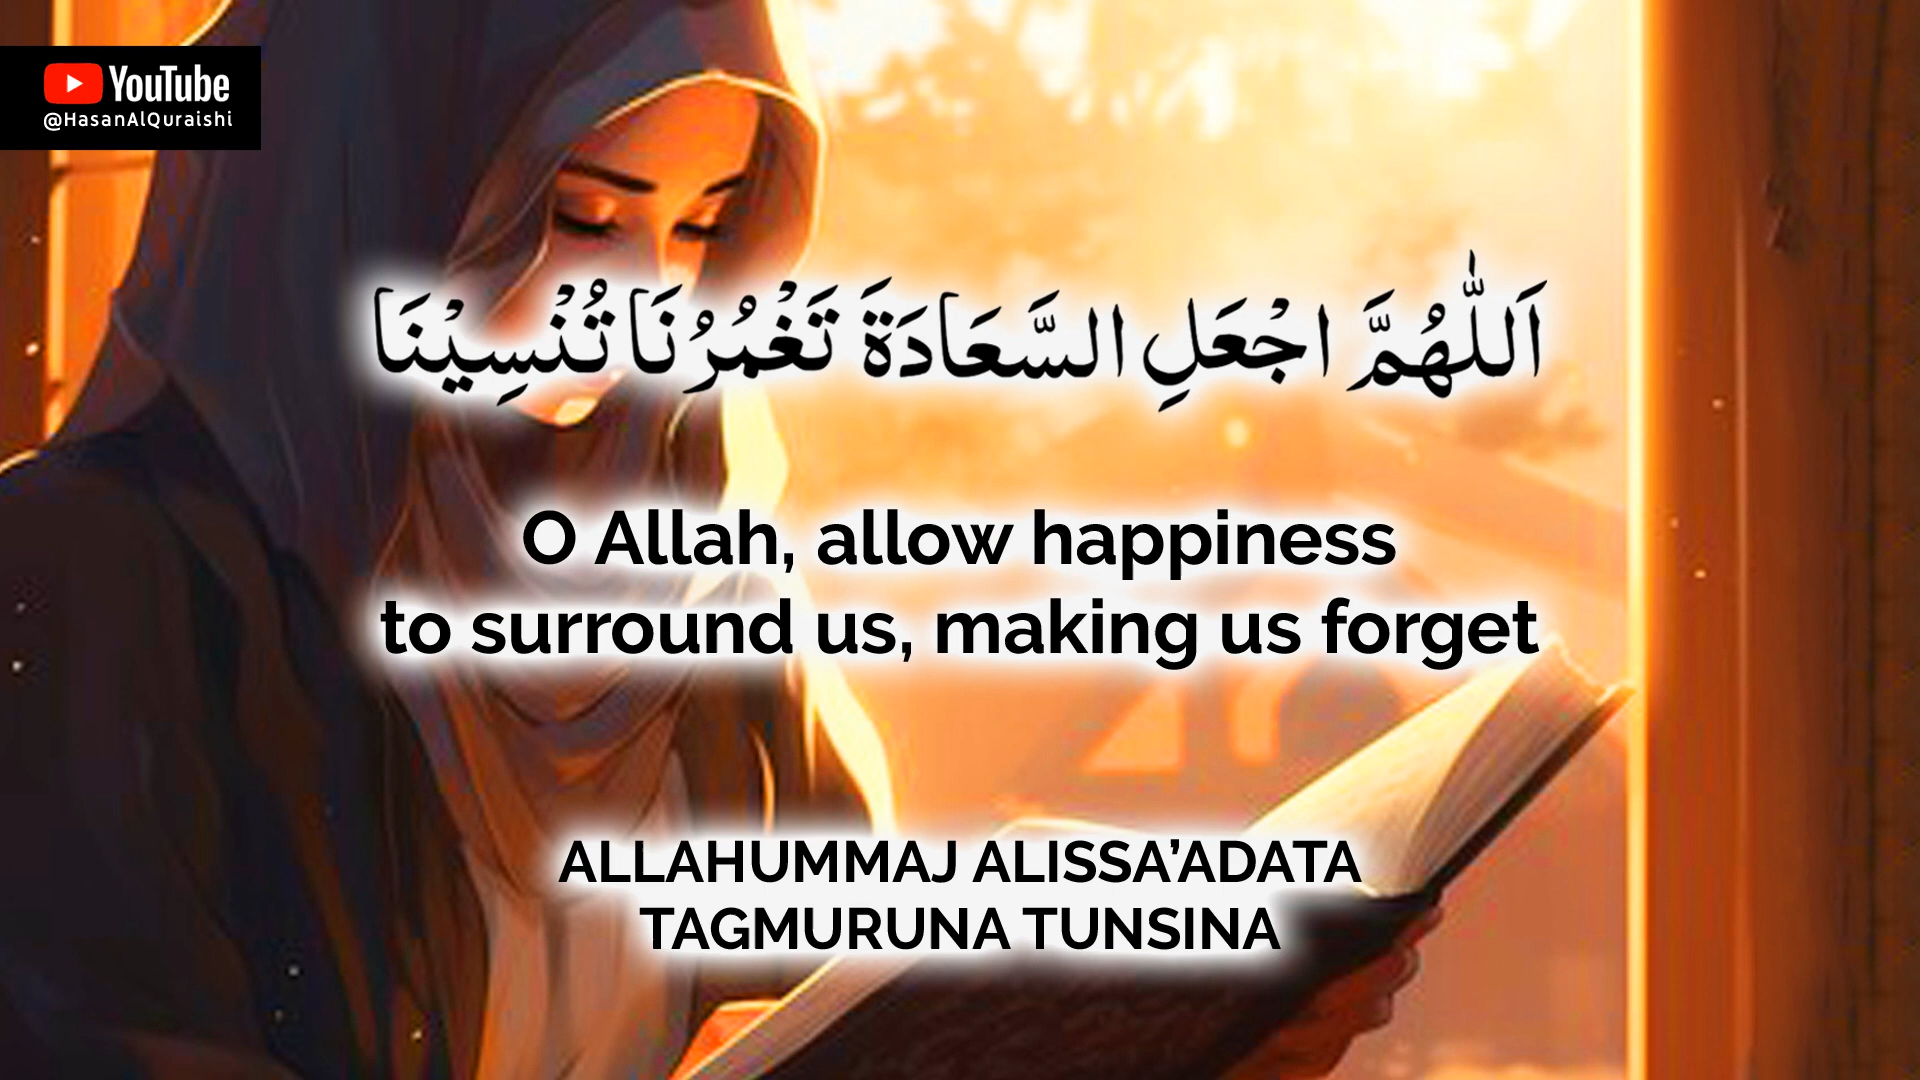 YouTube
@HasanAlQuraishi
اَللّٰهُمَّ اجْعَلِ السَّعَادَةَ تَغْمُرُنَا تُنْسِيْنَا
O Allah, allow happiness
to surround us, making us forget
ALLAHUMMAJ ALISSA’ADATA
TAGMURUNA TUNSINA